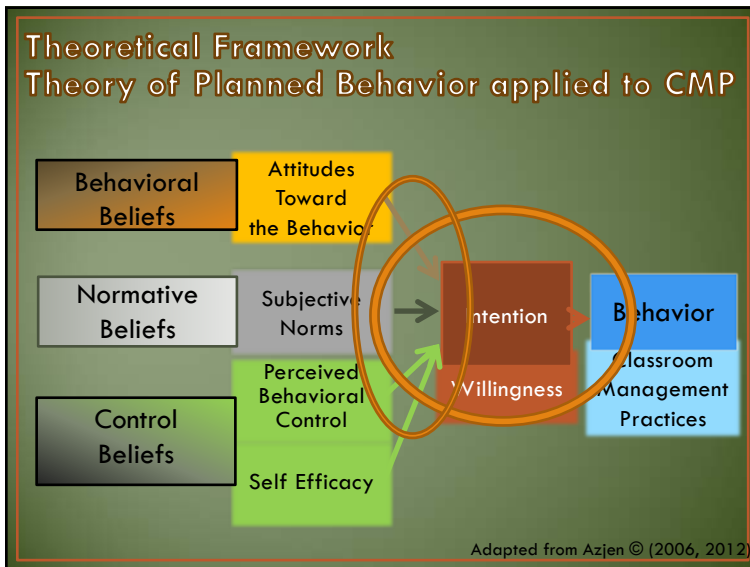 Theoretical Framework
Theory of Planned Behavior applied to CMP
Behavioral
Beliefs
Attitudes
Toward
the Behavior
Normative
Beliefs
Subjective
Norms
Intention
Behavior
Perceived
Behavioral
Control
Willingness
Classroom
Management
Practices
Control
Beliefs
Self Efficacy
Adapted from Azjen © (2006, 2012)